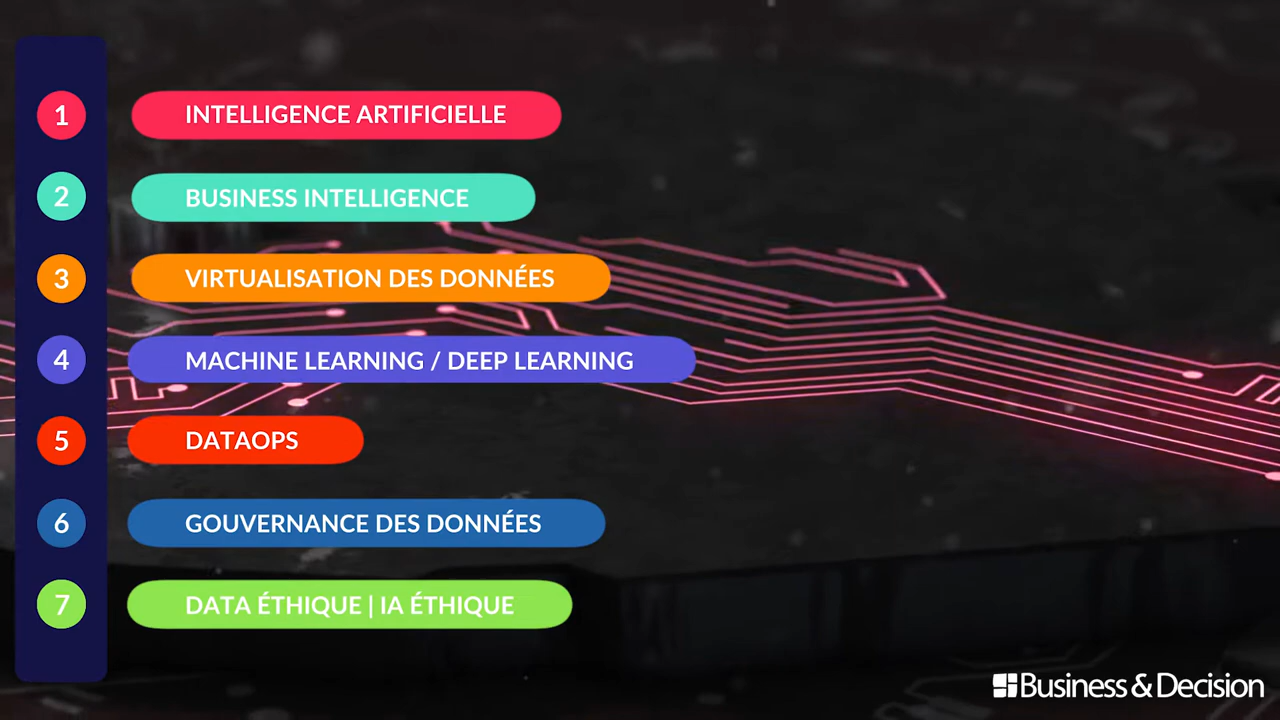 1 INTELLIGENCE ARTIFICIELLE
2 BUSINESS INTELLIGENCE
3 VIRTUALISATION DES DONNÉES
4 MACHINE LEARNING / DEEP LEARNING
5 DATAOPS
6 GOUVERNANCE DES DONNÉES
7 DATA ÉTHIQUE | IA ÉTHIQUE
Business & Decision